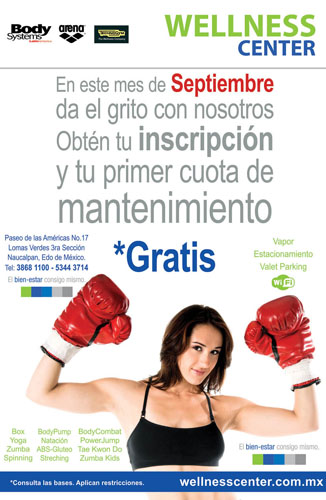 Body Systems
arena
WELLNESS
CENTER
En este mes de Septiembre
da el grito con nosotros
Obtén tu inscripción
y tu primer cuota de
mantenimiento
*Gratis
Paseo de las Américas No.17
Lomas Verdes 3ra Sección
Naucalpan, Edo de México.
Tel: 3868 1100 - 5344 3714
El bien-estar consigo mismo.
Vapor
Estacionamiento
Valet Parking
Wi Fi
Box
Yoga
Zumba
Spinning
BodyPump
Natación
ABS-Gluteo
Streching
BodyCombat
PowerJump
Tae Kwon Do
Zumba Kids
El bien-estar consigo mismo.
*Consulta las bases. Aplican restricciones.
wellnesscenter.com.mx